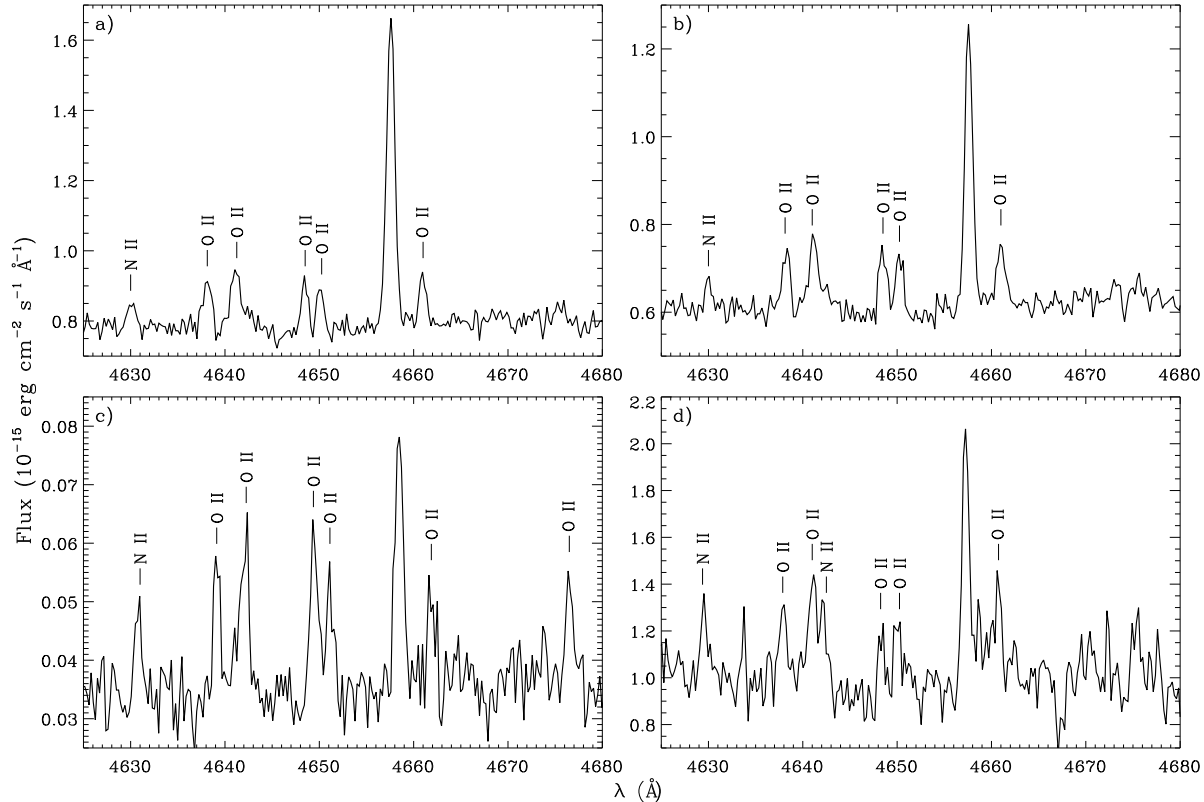 a)
b)
1.6
1.4
1.2
1.0
0.8
1.2
1.0
0.8
0.6
N II
O II
O II
O II
O II
O II
N II
O II
O II
O II
O II
O II
4630
4640
4650
4660
4670
4680
4630
4640
4650
4660
4670
4680
c)
d)
0.08
0.07
0.06
0.05
0.04
0.03
2.2
2.0
1.8
1.6
1.4
1.2
1.0
0.8
N II
O II
O II
O II
O II
O II
O II
N II
O II
O II
N II
O II
O II
O II
4630
4640
4650
4660
4670
4680
4630
4640
4650
4660
4670
4680
Flux (10⁻¹⁵ erg cm⁻² s⁻¹ Å⁻¹)
λ (Å)